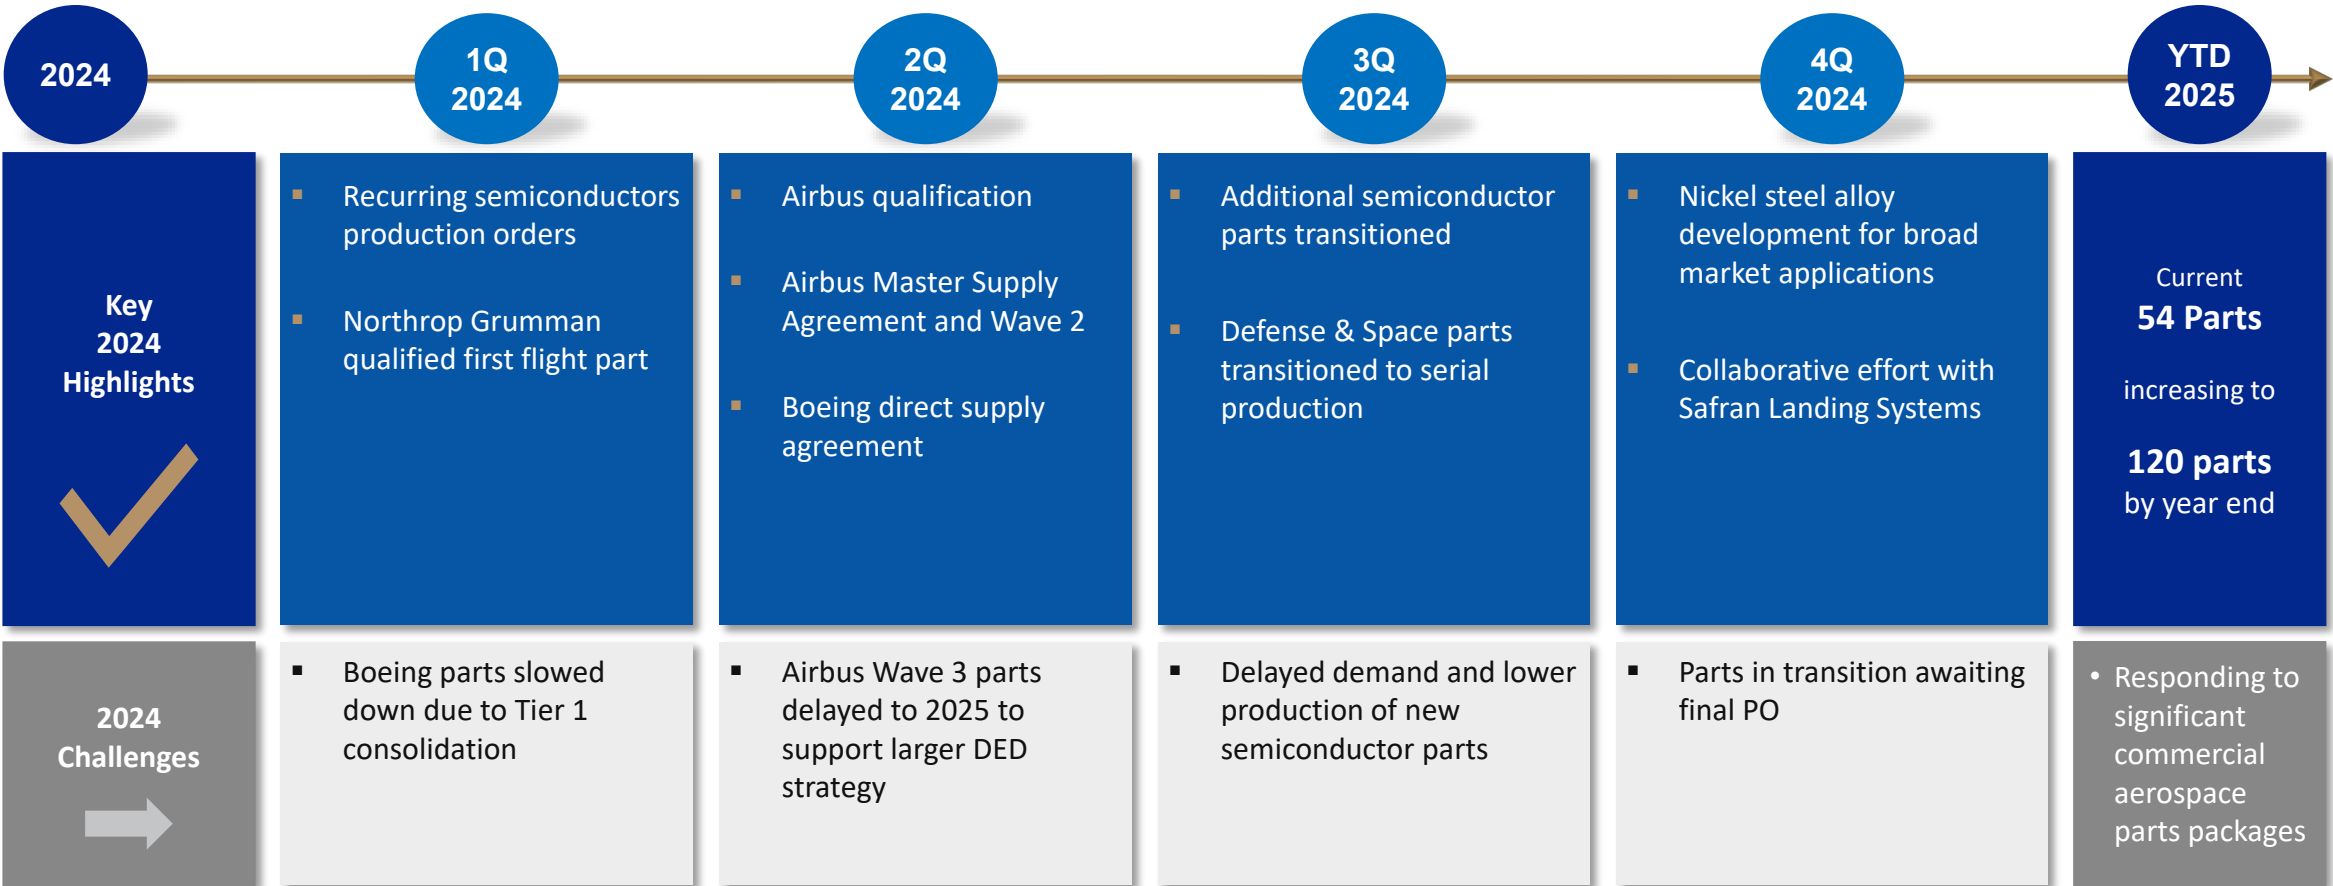 2024
1Q
2024
2Q
2024
3Q
2024
4Q
2024
YTD
2025
Key
2024
Highlights
▪ Recurring semiconductors
production orders
▪ Northrop Grumman
qualified first flight part
▪ Airbus qualification
▪ Airbus Master Supply
Agreement and Wave 2
▪ Boeing direct supply
agreement
▪ Additional semiconductor
parts transitioned
▪ Defense & Space parts
transitioned to serial
production
▪ Nickel steel alloy
development for broad
market applications
▪ Collaborative effort with
Safran Landing Systems
Current
54 Parts
increasing to
120 parts
by year end
2024
Challenges
▪ Boeing parts slowed
down due to Tier 1
consolidation
▪ Airbus Wave 3 parts
delayed to 2025 to
support larger DED
strategy
▪ Delayed demand and lower
production of new
semiconductor parts
▪ Parts in transition awaiting
final PO
• Responding to
significant
commercial
aerospace
parts packages